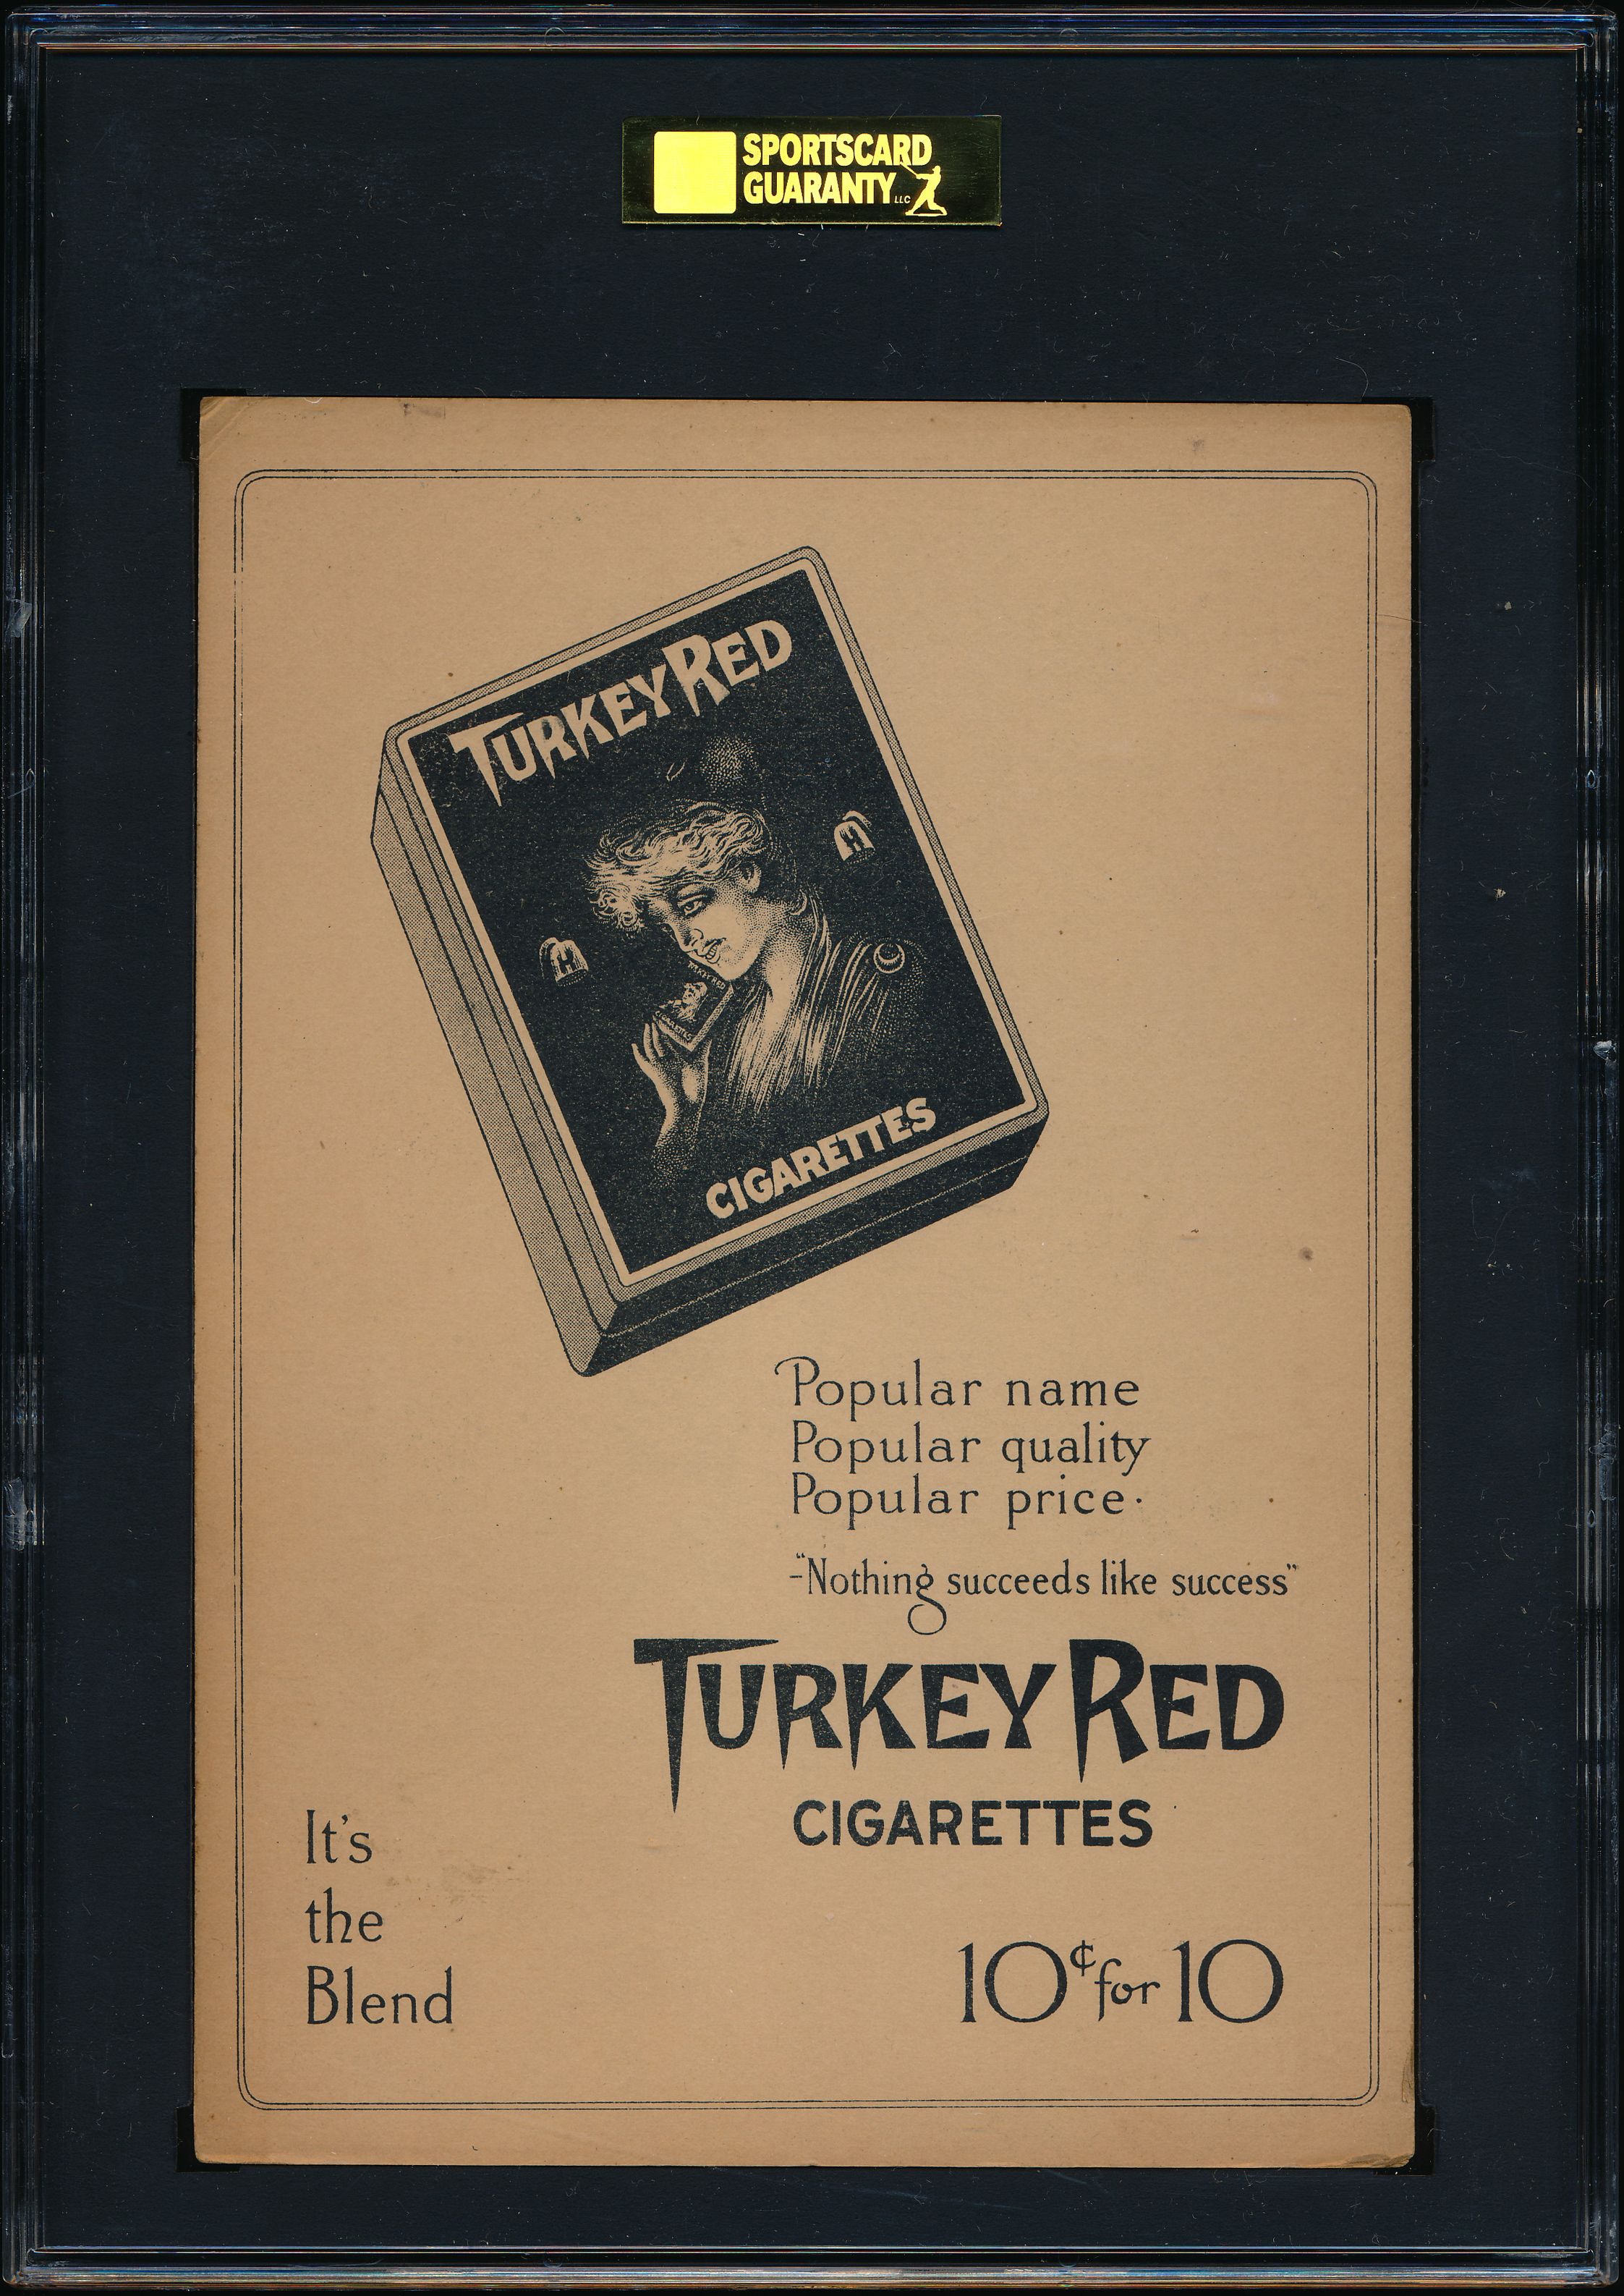 SPORTSCARD
GUARANTY LLC
TURKEY RED
H
H
CIGARETTES
Popular name
Popular quality
Popular price.
–"Nothing succeeds like success"
TURKEY RED
CIGARETTES
It's
the
Blend
10¢ for 10